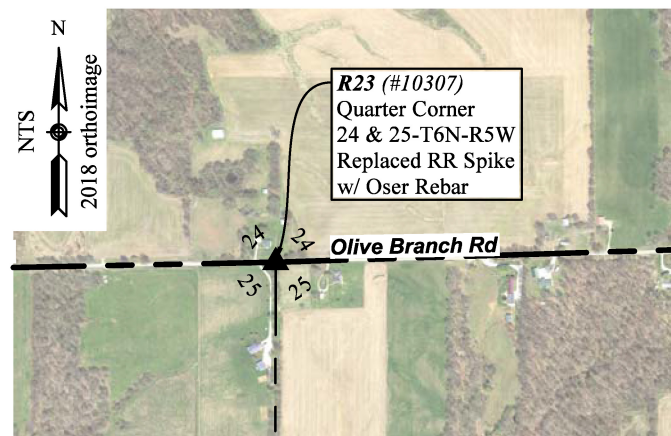 N
NTS
2018 orthoimage
R23 (#10307)
Quarter Corner
24 & 25-T6N-R5W
Replaced RR Spike
w/ Oser Rebar
24
24
Olive Branch Rd
25
25